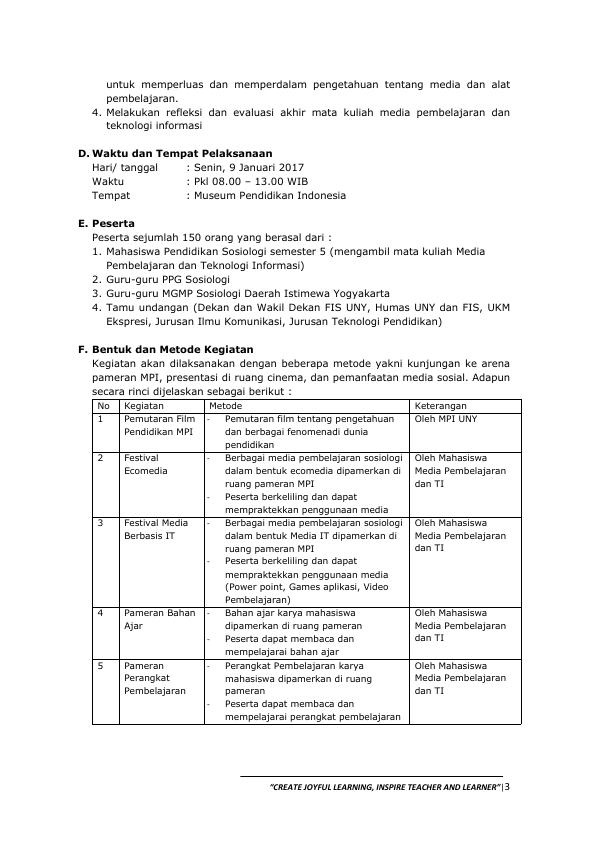 untuk memperluas dan memperdalam pengetahuan tentang media dan alat
pembelajaran.
4. Melakukan refleksi dan evaluasi akhir mata kuliah media pembelajaran dan
teknologi informasi
D. Waktu dan Tempat Pelaksanaan
Hari/ tanggal : Senin, 9 Januari 2017
Waktu : Pkl 08.00 – 13.00 WIB
Tempat : Museum Pendidikan Indonesia
E. Peserta
Peserta sejumlah 150 orang yang berasal dari :
1. Mahasiswa Pendidikan Sosiologi semester 5 (mengambil mata kuliah Media
Pembelajaran dan Teknologi Informasi)
2. Guru-guru PPG Sosiologi
3. Guru-guru MGMP Sosiologi Daerah Istimewa Yogyakarta
4. Tamu undangan (Dekan dan Wakil Dekan FIS UNY, Humas UNY dan FIS, UKM
Ekspresi, Jurusan Ilmu Komunikasi, Jurusan Teknologi Pendidikan)
F. Bentuk dan Metode Kegiatan
Kegiatan akan dilaksanakan dengan beberapa metode yakni kunjungan ke arena
pameran MPI, presentasi di ruang cinema, dan pemanfaatan media sosial. Adapun
secara rinci dijelaskan sebagai berikut :
No Kegiatan Metode Keterangan
1 Pemutaran Film - Pemutaran film tentang pengetahuan Oleh MPI UNY
Pendidikan MPI dan berbagai fenomenadi dunia
pendidikan
2 Festival - Berbagai media pembelajaran sosiologi Oleh Mahasiswa
Ecomedia dalam bentuk ecomedia dipamerkan di Media Pembelajaran
ruang pameran MPI dan TI
- Peserta berkeliling dan dapat
mempraktekkan penggunaan media
3 Festival Media - Berbagai media pembelajaran sosiologi Oleh Mahasiswa
Berbasis IT dalam bentuk Media IT dipamerkan di Media Pembelajaran
ruang pameran MPI dan TI
- Peserta berkeliling dan dapat
mempraktekkan penggunaan media
(Power point, Games aplikasi, Video
Pembelajaran)
4 Pameran Bahan - Bahan ajar karya mahasiswa Oleh Mahasiswa
Ajar dipamerkan di ruang pameran Media Pembelajaran
- Peserta dapat membaca dan dan TI
mempelajarai bahan ajar
5 Pameran - Perangkat Pembelajaran karya Oleh Mahasiswa
Perangkat mahasiswa dipamerkan di ruang Media Pembelajaran
Pembelajaran pameran dan TI
- Peserta dapat membaca dan
mempelajarai perangkat pembelajaran
"CREATE JOYFUL LEARNING, INSPIRE TEACHER AND LEARNER"|3